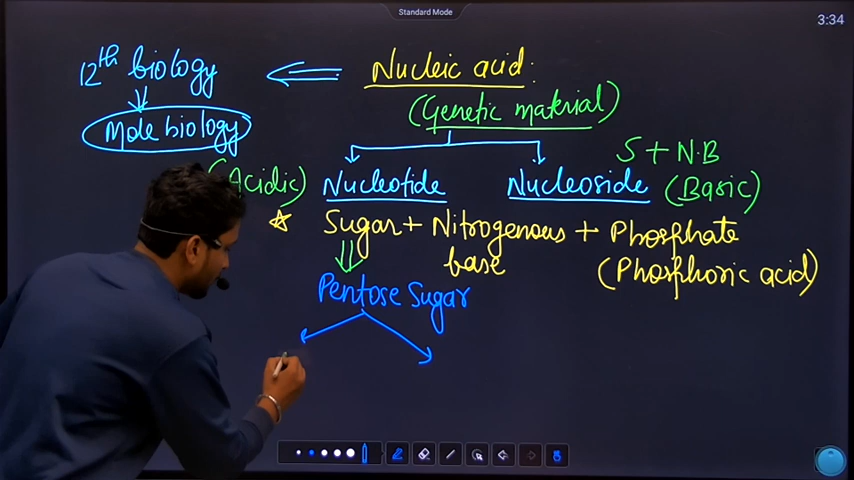 Standard Mode
3:34
12th biology ⇐ Nucleic acid:
(Genetic material)
Mole biology
S + N.B
(Acidic) Nucleotide Nucleoside (Basic)
☆ Sugar + Nitrogenous base + Phosphate
(Phosphoric acid)
Pentose Sugar